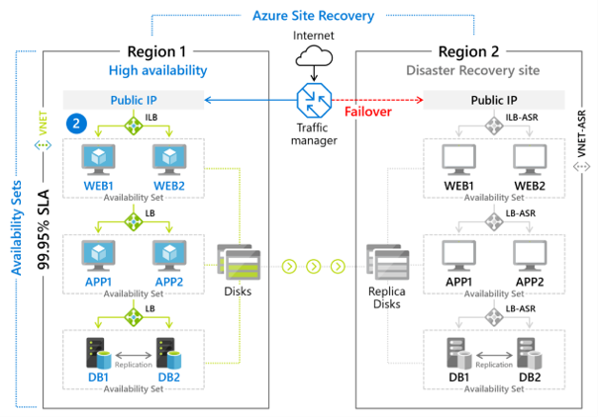 Azure Site Recovery
Region 1
High availability
Public IP
2
ILB
WEB1
WEB2
Availability Set
LB
APP1
APP2
Availability Set
LB
DB1
Replication
DB2
Availability Set
VNET
Availability Sets
99.95% SLA
Disks
Internet
Traffic
manager
Failover
Replica
Disks
Region 2
Disaster Recovery site
Public IP
ILB-ASR
WEB1
WEB2
Availability Set
LB-ASR
APP1
APP2
Availability Set
LB-ASR
DB1
Replication
DB2
Availability Set
VNET-ASR